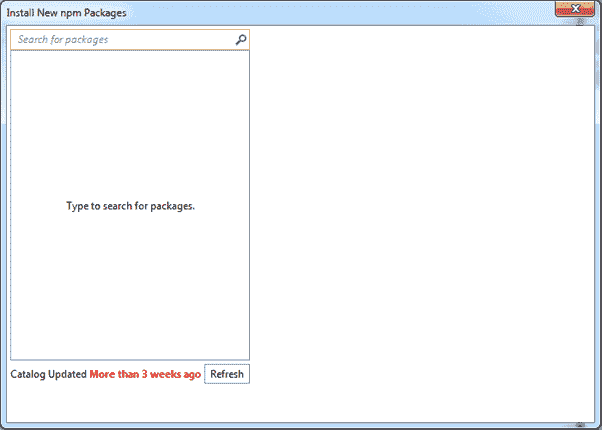 Install New npm Packages
Search for packages
Type to search for packages.
Catalog Updated More than 3 weeks ago Refresh